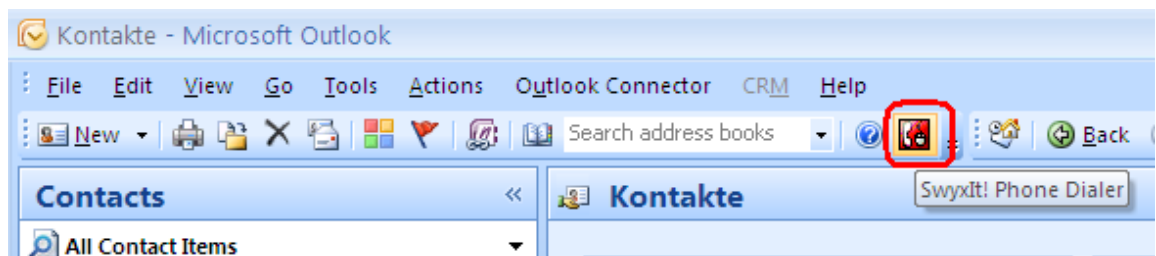 Kontakte - Microsoft Outlook
File Edit View Go Tools Actions Outlook Connector CRM Help
New Search address books Back
Contacts « Kontakte SwyxIt! Phone Dialer
All Contact Items